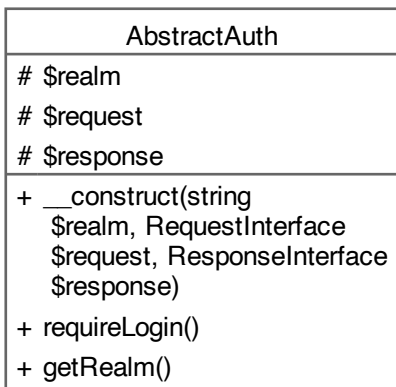 AbstractAuth
# $realm
# $request
# $response
+ __construct(string
$realm, RequestInterface
$request, ResponseInterface
$response)
+ requireLogin()
+ getRealm()